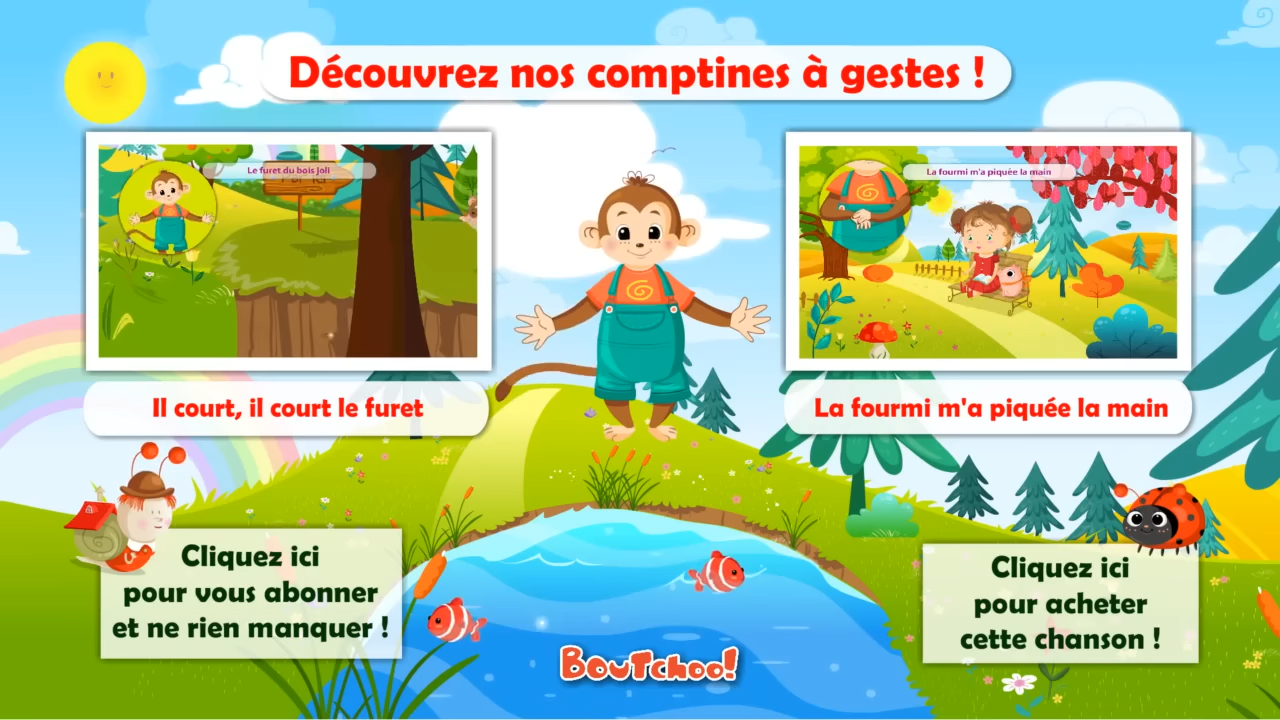 Découvrez nos comptines à gestes !
Le furet du bois joli
La fourmi m'a piquée la main
Il court, il court le furet
La fourmi m'a piquée la main
Cliquez ici
pour vous abonner
et ne rien manquer !
Cliquez ici
pour acheter
cette chanson !
BouTchoo!